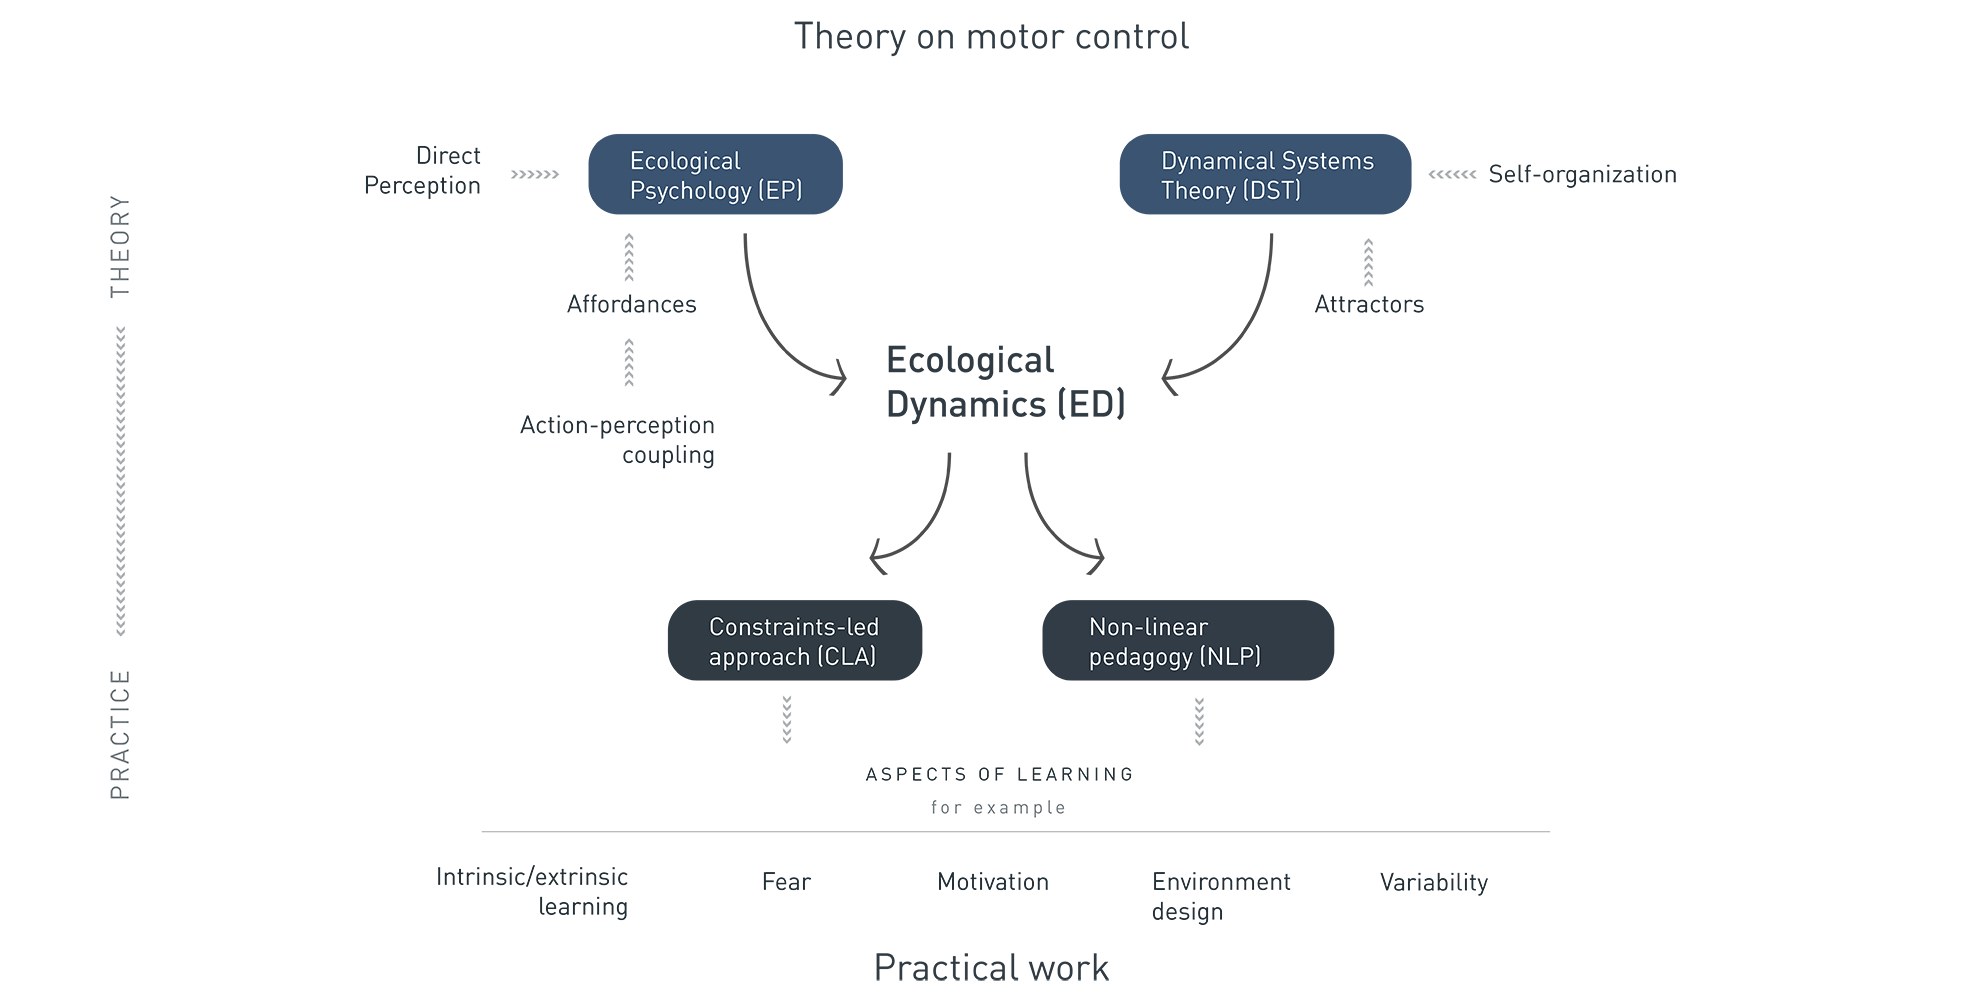 Theory on motor control
Direct
Perception
Ecological
Psychology (EP)
Dynamical Systems
Theory (DST)
Self-organization
THEORY
Affordances
Attractors
Ecological
Dynamics (ED)
Action-perception
coupling
Constraints-led
approach (CLA)
Non-linear
pedagogy (NLP)
PRACTICE
ASPECTS OF LEARNING
for example
Intrinsic/extrinsic
learning
Fear
Motivation
Environment
design
Variability
Practical work